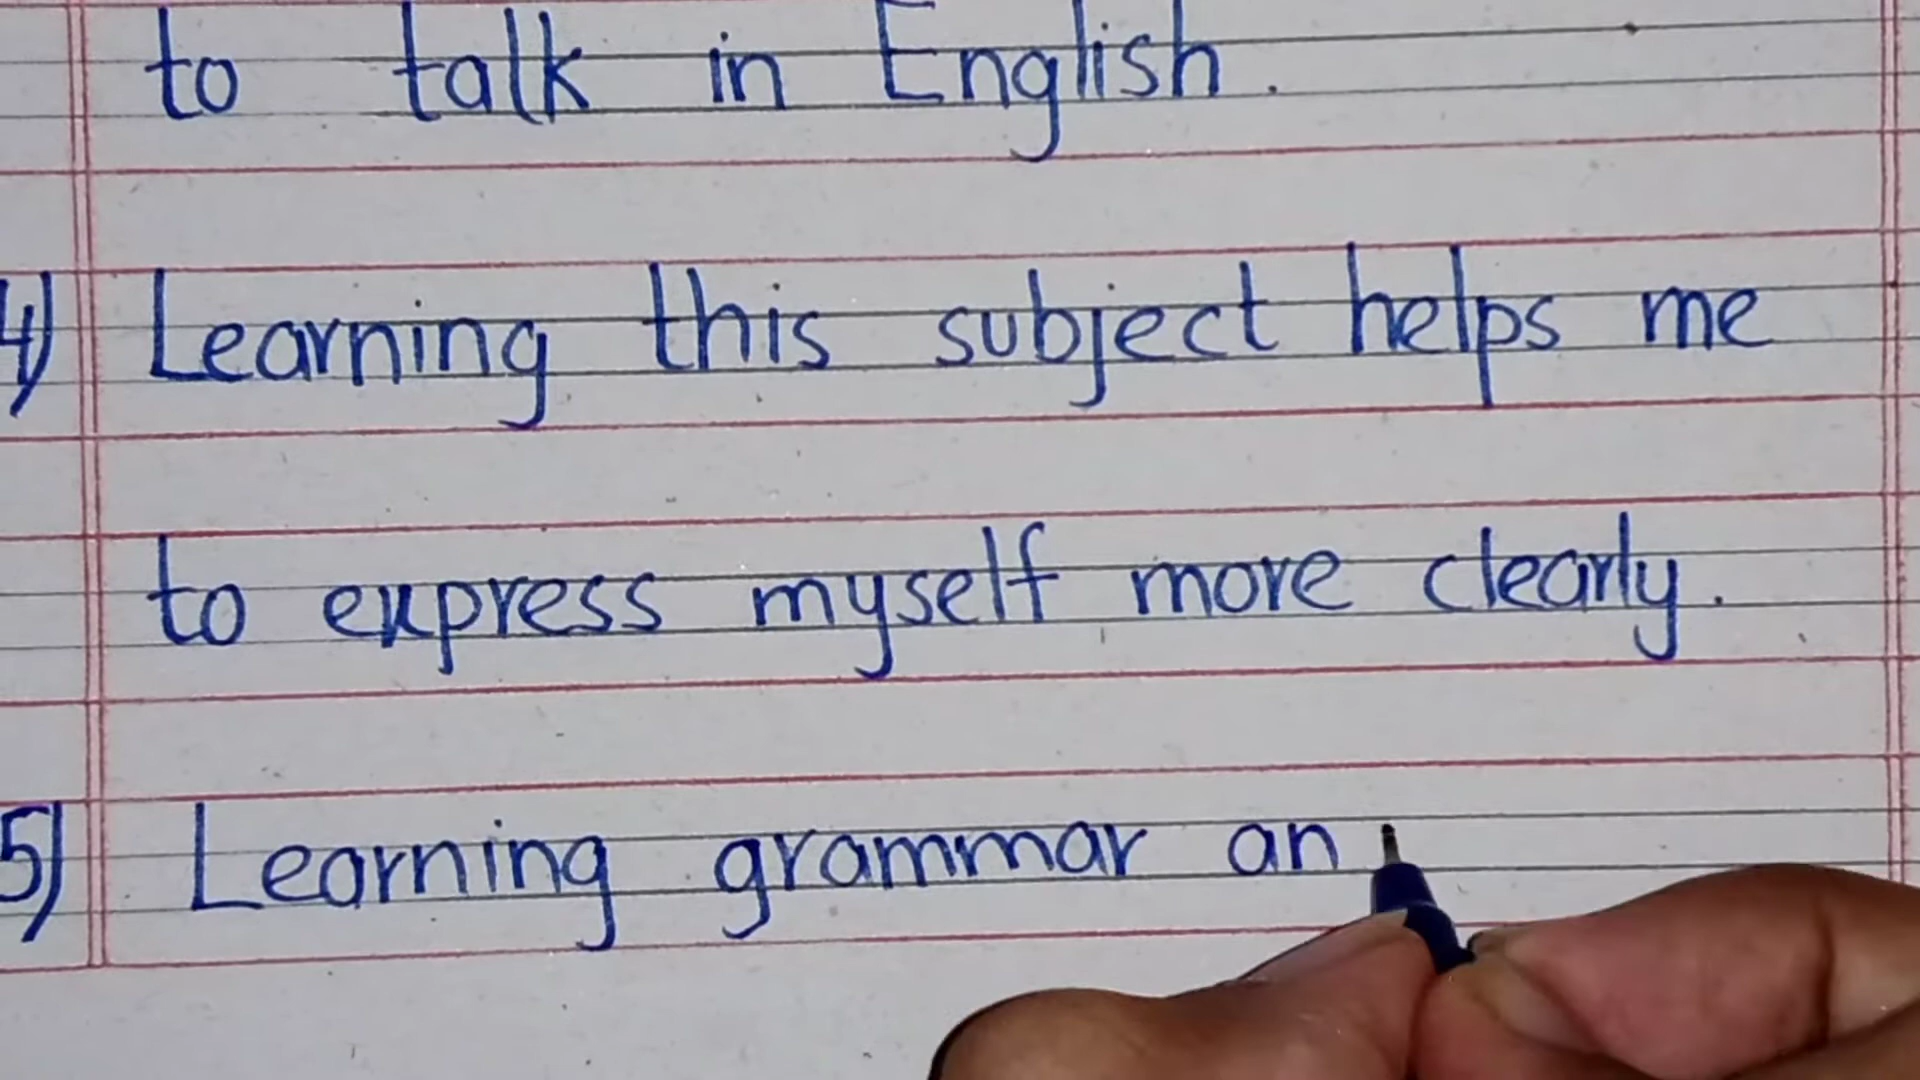 to talk in English.
4) Learning this subject helps me
to express myself more clearly.
5) Learning grammar an